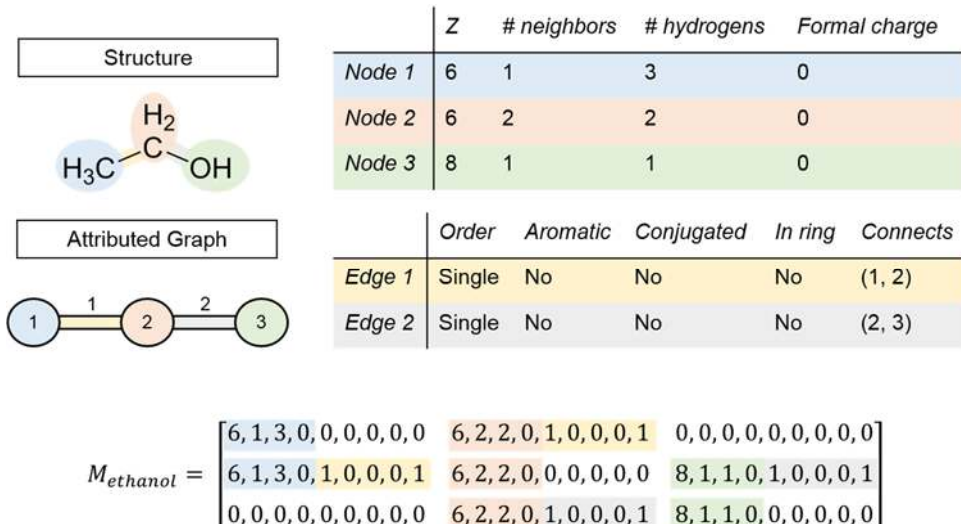 Structure
H₂
H₃C C OH
Attributed Graph
1 2
1 2 3
Z # neighbors # hydrogens Formal charge
Node 1 6 1 3 0
Node 2 6 2 2 0
Node 3 8 1 1 0
Order Aromatic Conjugated In ring Connects
Edge 1 Single No No No (1, 2)
Edge 2 Single No No No (2, 3)
6, 1, 3, 0, 0, 0, 0, 0, 0 6, 2, 2, 0, 1, 0, 0, 0, 1 0, 0, 0, 0, 0, 0, 0, 0, 0
M_ethanol = 6, 1, 3, 0, 1, 0, 0, 0, 1 6, 2, 2, 0, 0, 0, 0, 0, 0 8, 1, 1, 0, 1, 0, 0, 0, 1
0, 0, 0, 0, 0, 0, 0, 0, 0 6, 2, 2, 0, 1, 0, 0, 0, 1 8, 1, 1, 0, 0, 0, 0, 0, 0